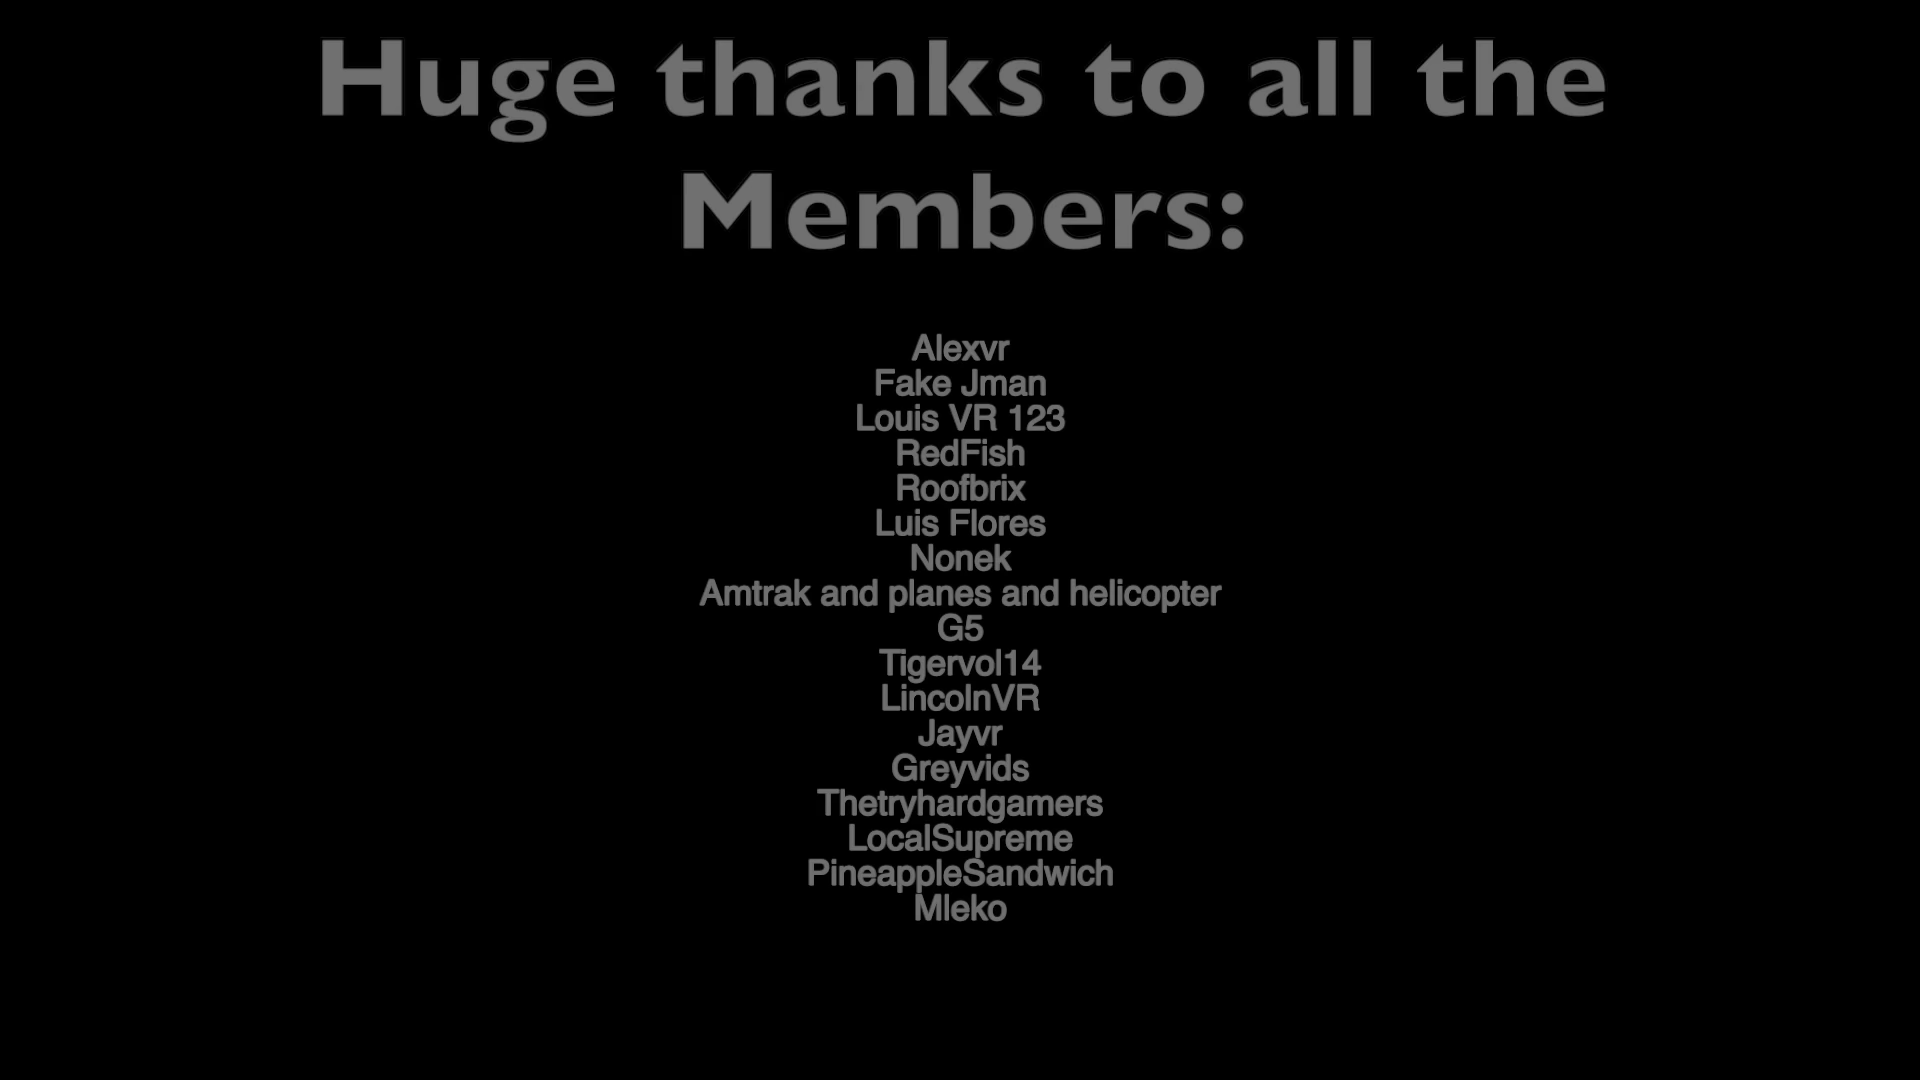 Huge thanks to all the
Members:
Alexvr
Fake Jman
Louis VR 123
RedFish
Roofbrix
Luis Flores
Nonek
Amtrak and planes and helicopter
G5
Tigervol14
LincolnVR
Jayvr
Greyvids
Thetryhardgamers
LocalSupreme
PineappleSandwich
Mleko